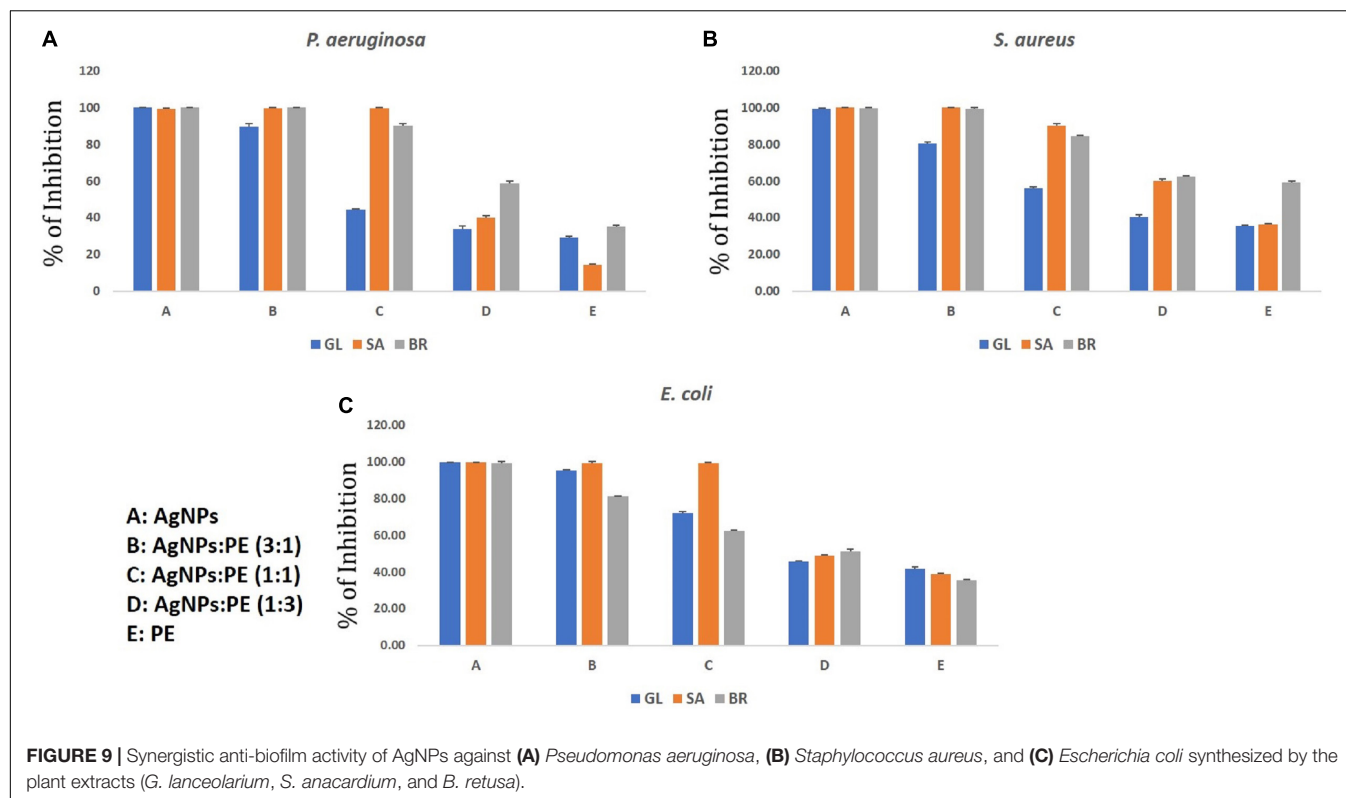 A
P. aeruginosa
% of Inhibition
120
100
80
60
40
20
0
A B C D E
GL SA BR
B
S. aureus
% of Inhibition
120.00
100.00
80.00
60.00
40.00
20.00
0.00
A B C D E
GL SA BR
C
E. coli
% of Inhibition
120.00
100.00
80.00
60.00
40.00
20.00
0.00
A B C D E
GL SA BR
A: AgNPs
B: AgNPs:PE (3:1)
C: AgNPs:PE (1:1)
D: AgNPs:PE (1:3)
E: PE
FIGURE 9 | Synergistic anti-biofilm activity of AgNPs against (A) Pseudomonas aeruginosa, (B) Staphylococcus aureus, and (C) Escherichia coli synthesized by the
plant extracts (G. lanceolarium, S. anacardium, and B. retusa).